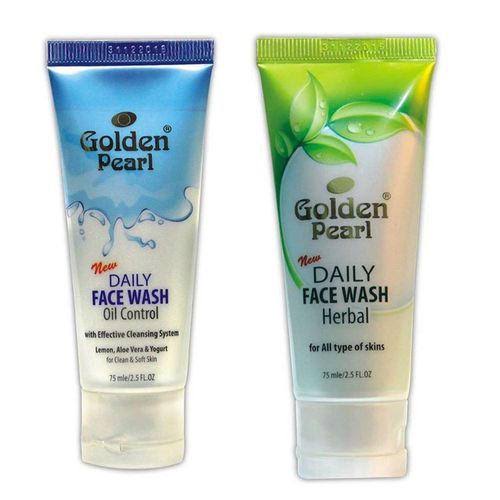 31122019
Golden®
Pearl
New
DAILY
FACE WASH
Oil Control
with Effective Cleansing System
Lemon, Aloe Vera & Yogurt
for Clean & Soft Skin
75 mle/2.5 FL.OZ
Golden®
Pearl
New
DAILY
FACE WASH
Herbal
for All type of skins
75 mle/2.5 FL.OZ